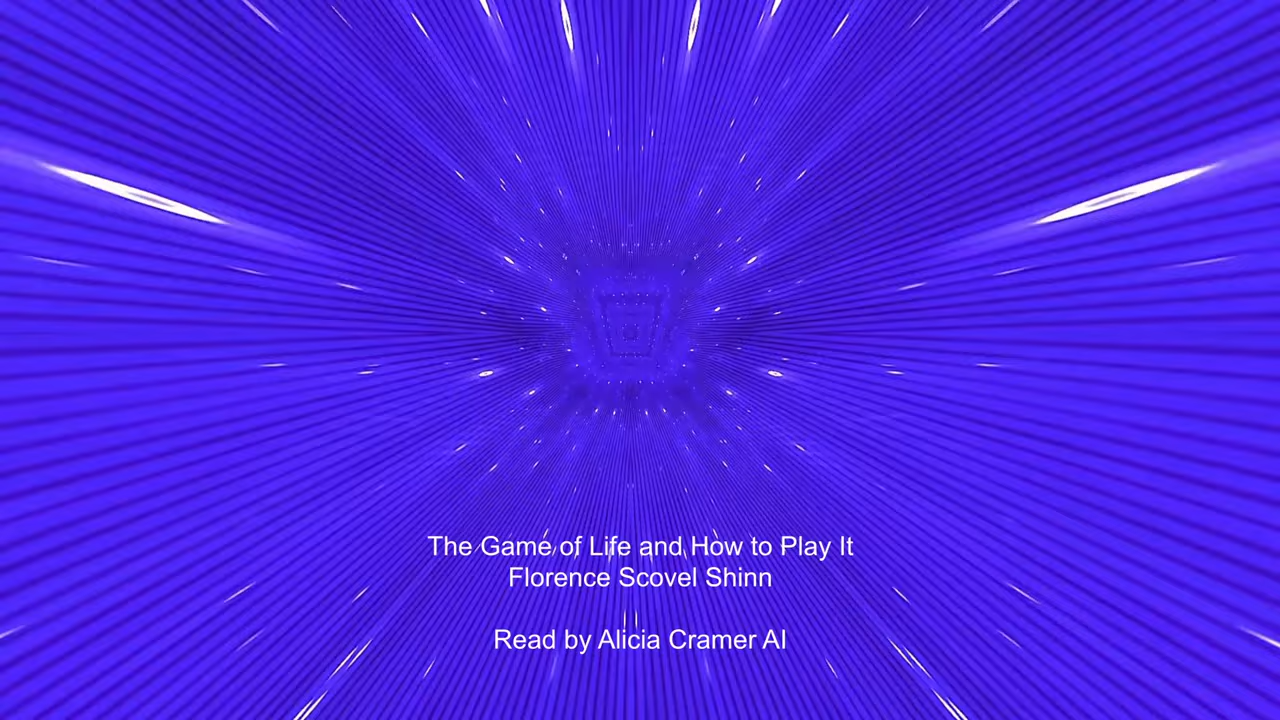 The Game of Life and How to Play It
Florence Scovel Shinn
Read by Alicia Cramer AI